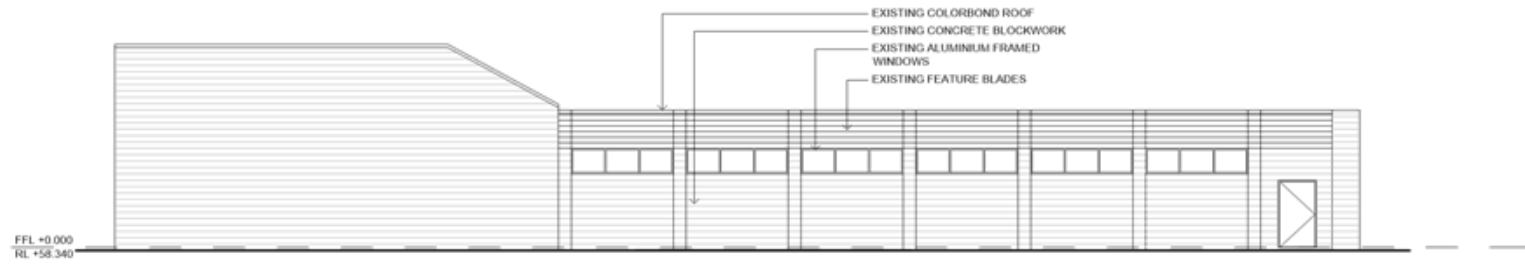 EXISTING COLORBOND ROOF
EXISTING CONCRETE BLOCKWORK
EXISTING ALUMINIUM FRAMED
WINDOWS
EXISTING FEATURE BLADES
FFL +0.000
RL +58.340